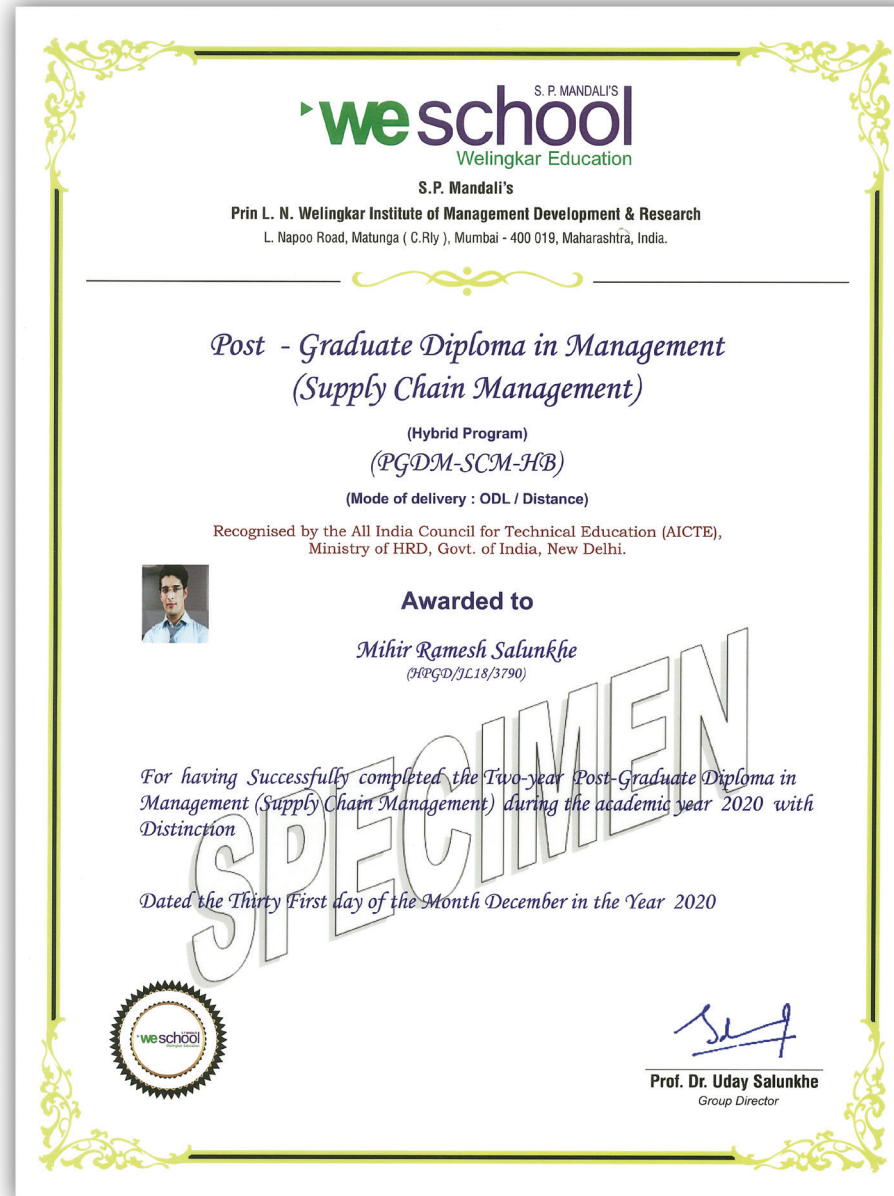 S. P. MANDALI'S
weschool
Welingkar Education
S.P. Mandali's
Prin L. N. Welingkar Institute of Management Development & Research
L. Napoo Road, Matunga ( C.Rly ), Mumbai - 400 019, Maharashtra, India.
Post - Graduate Diploma in Management
(Supply Chain Management)
(Hybrid Program)
(PGDM-SCM-HB)
(Mode of delivery : ODL / Distance)
Recognised by the All India Council for Technical Education (AICTE),
Ministry of HRD, Govt. of India, New Delhi.
Awarded to
Mihir Ramesh Salunkhe
(HPGD/JL18/3790)
SPECIMEN
For having Successfully completed the Two-year Post-Graduate Diploma in
Management (Supply Chain Management) during the academic year 2020 with
Distinction
Dated the Thirty First day of the Month December in the Year 2020
weschool
Welingkar Education
Prof. Dr. Uday Salunkhe
Group Director